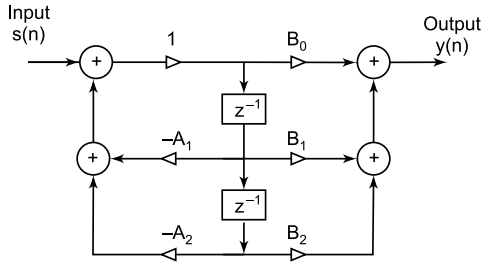 Input
s(n)
Output
y(n)
1
B₀
+
+
z⁻¹
–A₁
B₁
+
+
z⁻¹
–A₂
B₂